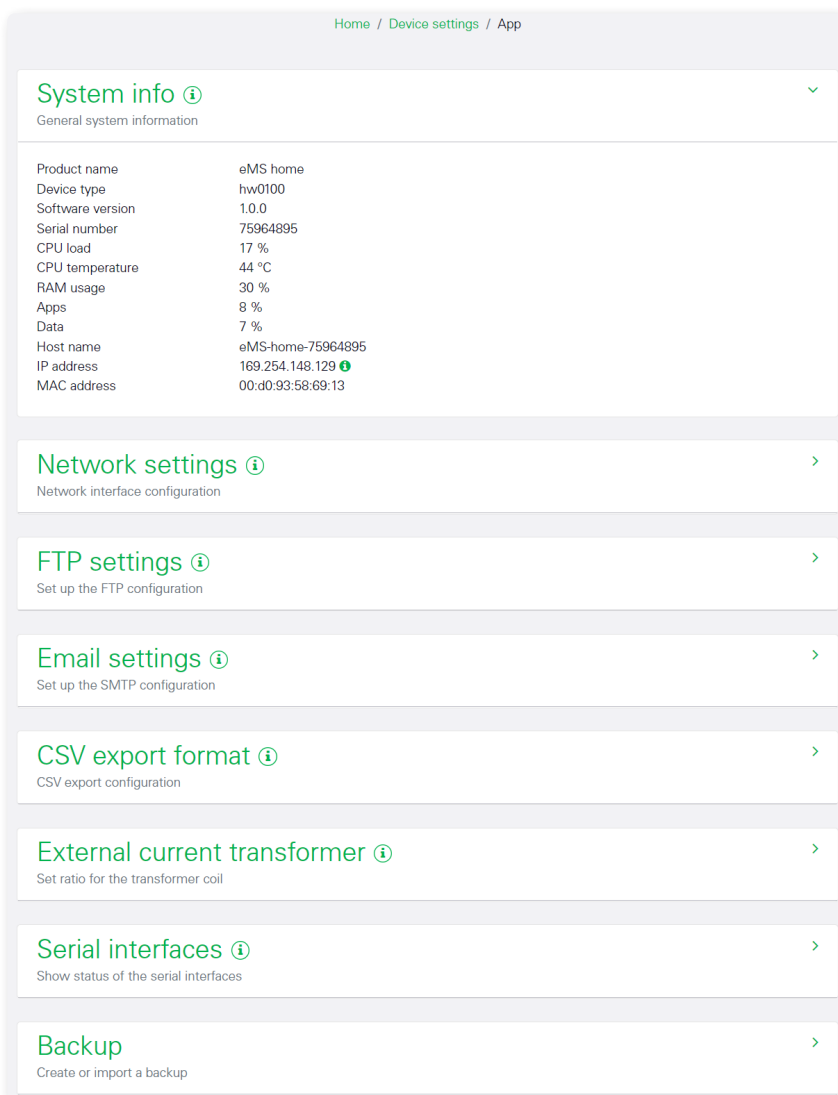 Home / Device settings / App
System info
General system information
Product name eMS home
Device type hw0100
Software version 1.0.0
Serial number 75964895
CPU load 17 %
CPU temperature 44 °C
RAM usage 30 %
Apps 8 %
Data 7 %
Host name eMS-home-75964895
IP address 169.254.148.129
MAC address 00:d0:93:58:69:13
Network settings
Network interface configuration
FTP settings
Set up the FTP configuration
Email settings
Set up the SMTP configuration
CSV export format
CSV export configuration
External current transformer
Set ratio for the transformer coil
Serial interfaces
Show status of the serial interfaces
Backup
Create or import a backup